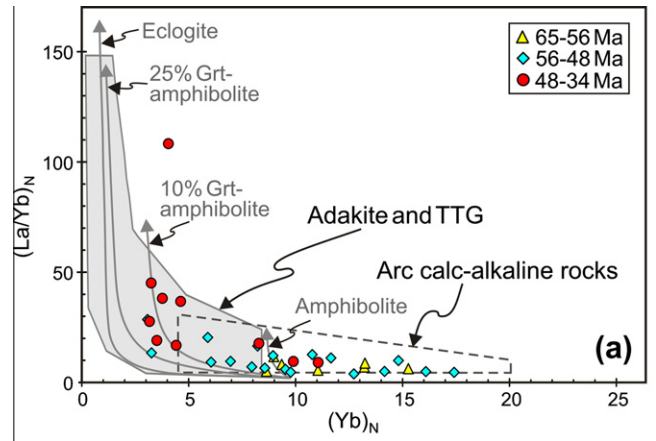 65-56 Ma
56-48 Ma
48-34 Ma
Eclogite
25% Grt-
amphibolite
10% Grt-
amphibolite
Adakite and TTG
Arc calc-alkaline rocks
Amphibolite
(a)
(La/Yb)N
150
100
50
0
0 5 10 15 20 25
(Yb)N